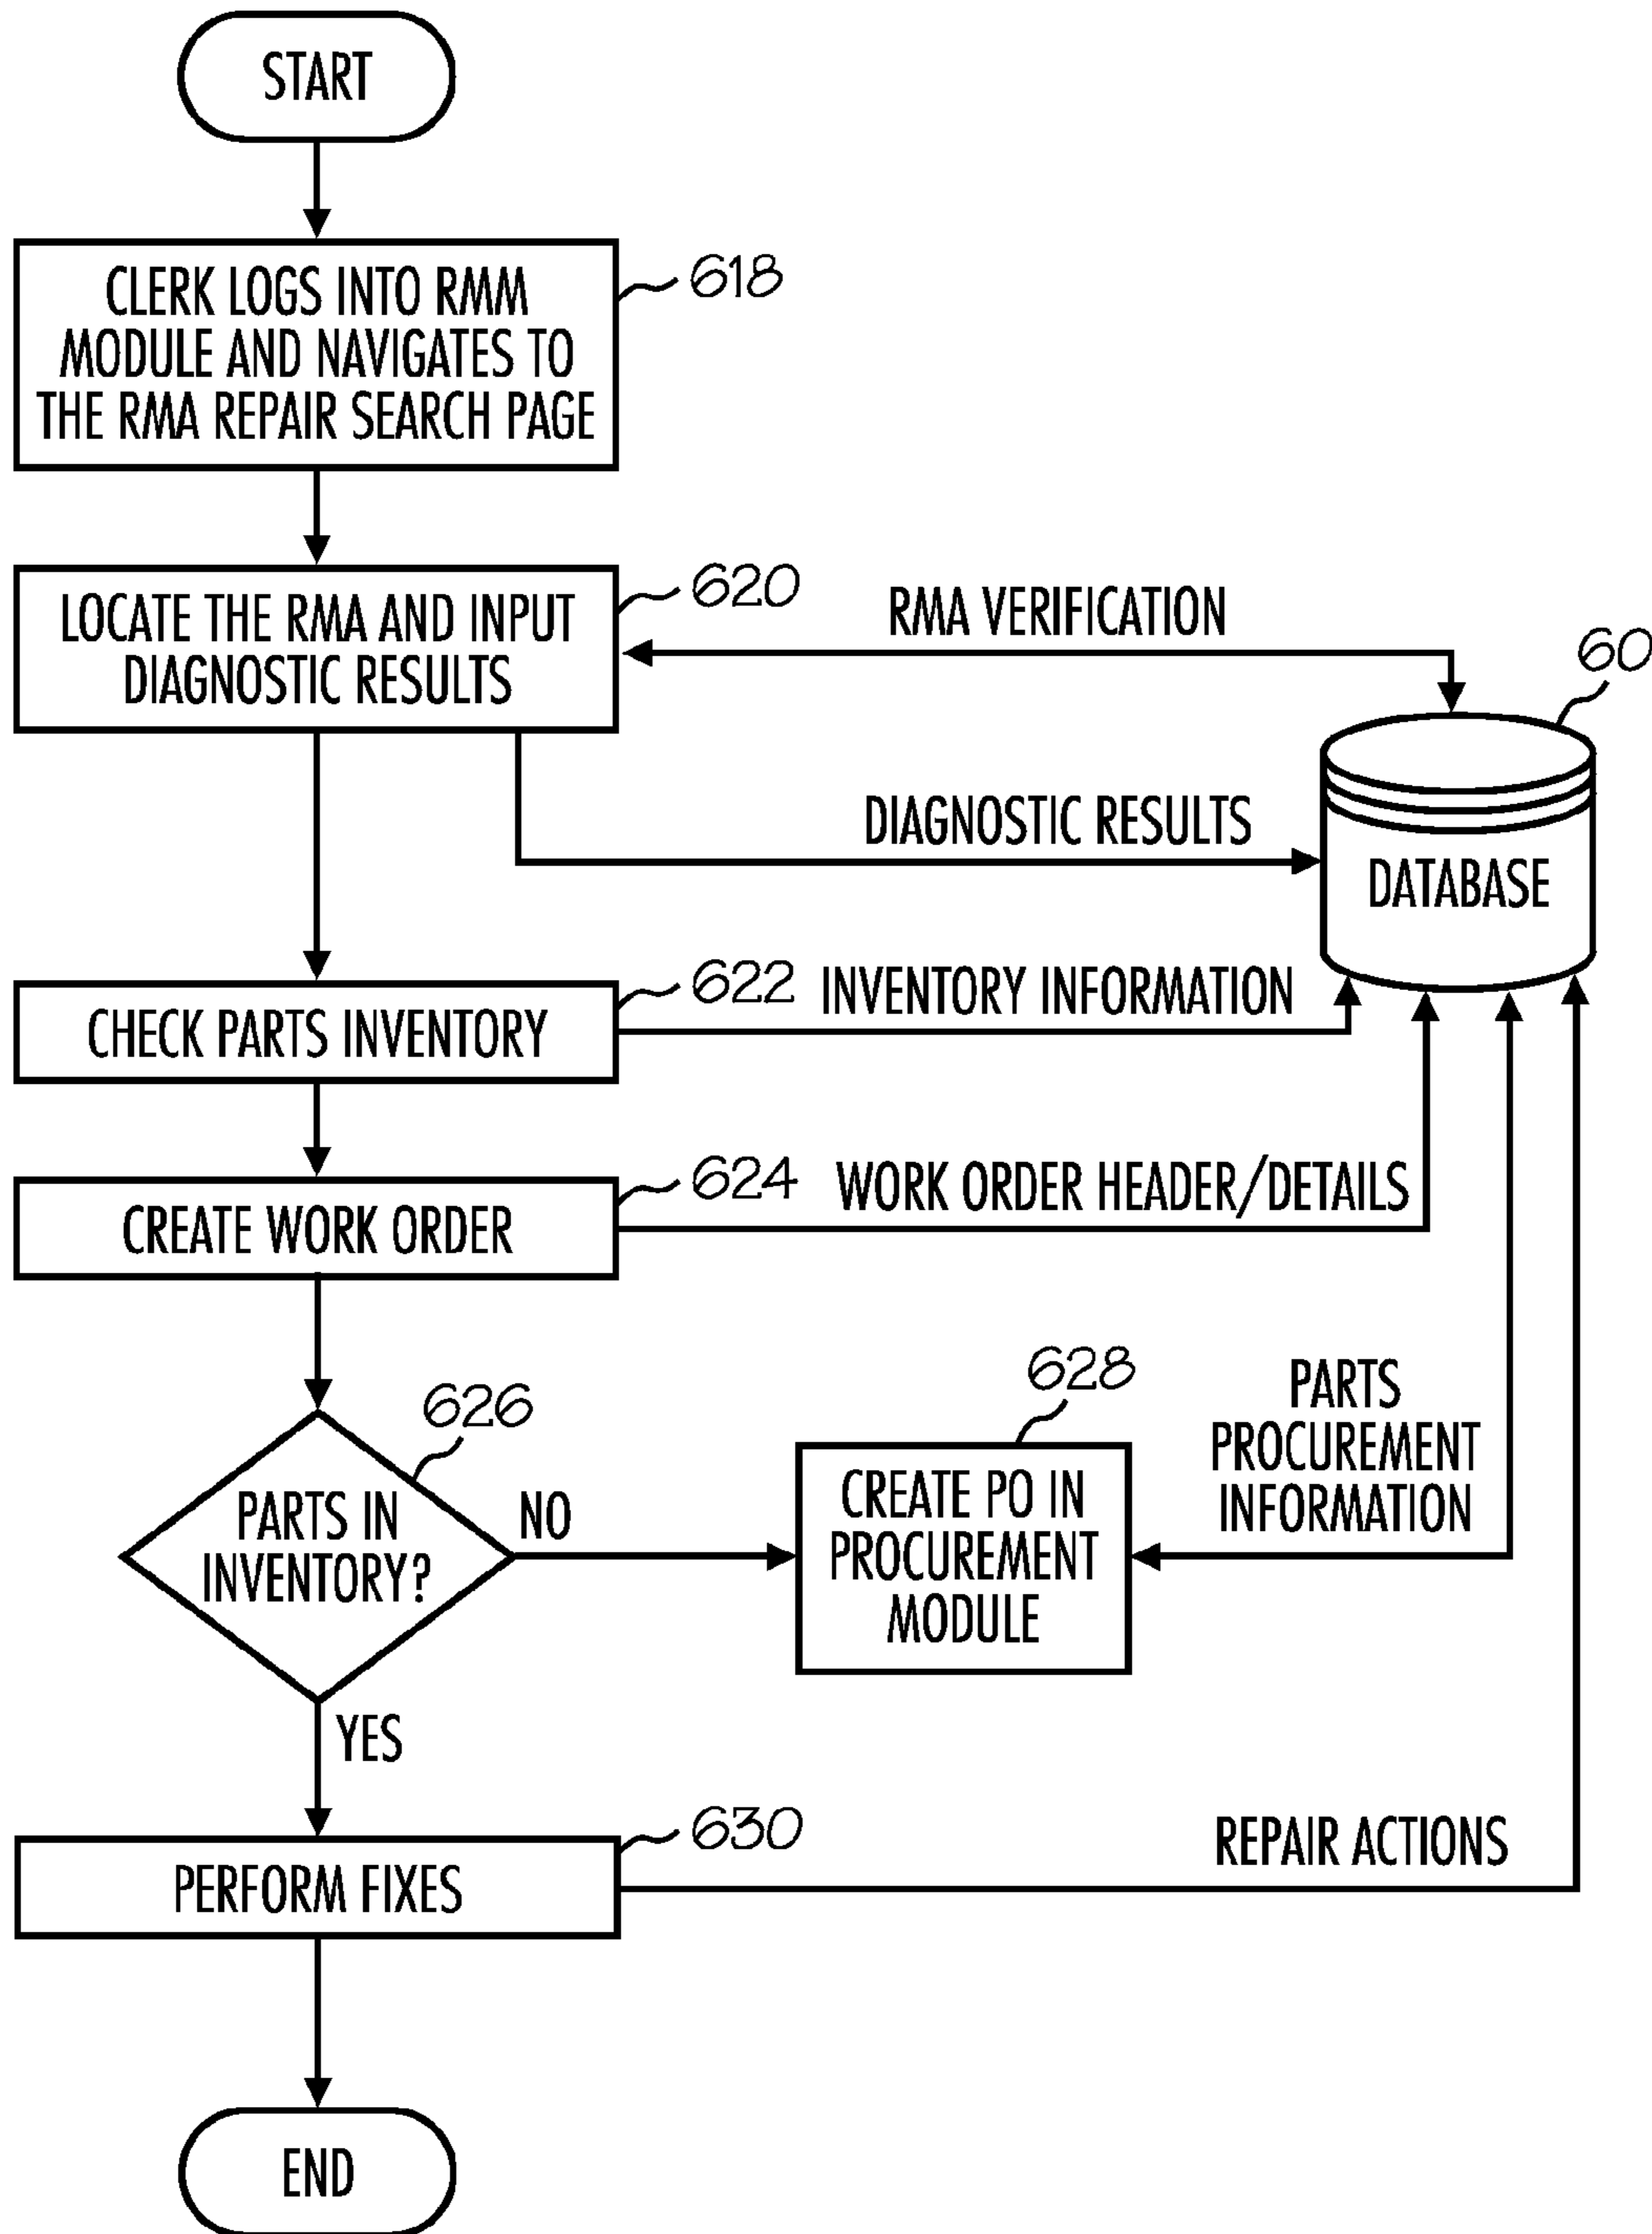 START
CLERK LOGS INTO RMM
MODULE AND NAVIGATES TO
THE RMA REPAIR SEARCH PAGE
618
LOCATE THE RMA AND INPUT
DIAGNOSTIC RESULTS
620
RMA VERIFICATION
60
DIAGNOSTIC RESULTS
DATABASE
CHECK PARTS INVENTORY
622
INVENTORY INFORMATION
CREATE WORK ORDER
624
WORK ORDER HEADER/DETAILS
626
PARTS IN
INVENTORY?
NO
628
CREATE PO IN
PROCUREMENT
MODULE
PARTS
PROCUREMENT
INFORMATION
YES
630
PERFORM FIXES
REPAIR ACTIONS
END